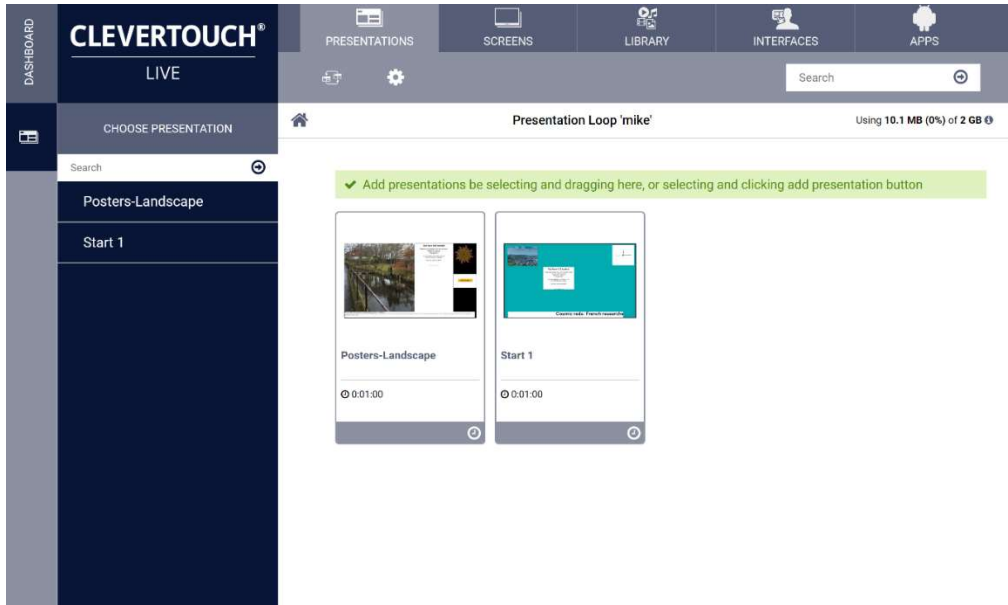 DASHBOARD
CLEVERTOUCH®
LIVE
PRESENTATIONS
SCREENS
LIBRARY
INTERFACES
APPS
Search
CHOOSE PRESENTATION
Search
Posters-Landscape
Start 1
Presentation Loop 'mike'
Using 10.1 MB (0%) of 2 GB
Add presentations be selecting and dragging here, or selecting and clicking add presentation button
Posters-Landscape
0:01:00
Start 1
0:01:00